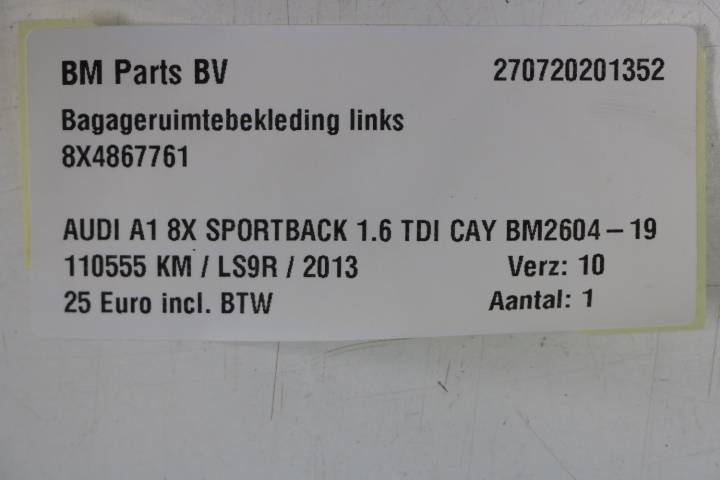 BM Parts BV 270720201352
Bagageruimtebekleding links
8X4867761
AUDI A1 8X SPORTBACK 1.6 TDI CAY BM2604-19
110555 KM / LS9R / 2013 Verz: 10
25 Euro incl. BTW Aantal: 1